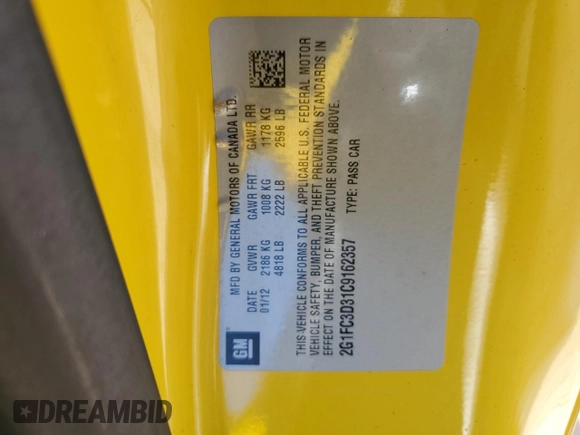 MFD BY GENERAL MOTORS OF CANADA LTD.
DATE GVWR GAWR FRT GAWR RR
01/12 2186 KG 1008 KG 1178 KG
4818 LB 2222 LB 2596 LB
THIS VEHICLE CONFORMS TO ALL APPLICABLE U.S. FEDERAL MOTOR
VEHICLE SAFETY, BUMPER, AND THEFT PREVENTION STANDARDS IN
EFFECT ON THE DATE OF MANUFACTURE SHOWN ABOVE.
2G1FC3D31C9162357 TYPE: PASS CAR
GM
DREAMBID